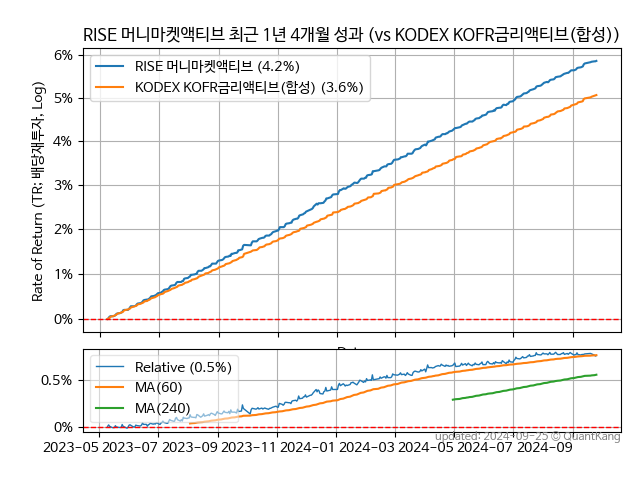 RISE 머니마켓액티브 최근 1년 4개월 성과 (vs KODEX KOFR금리액티브(합성))
Rate of Return (TR; 배당재투자, Log)
6%
5%
4%
3%
2%
1%
0%
RISE 머니마켓액티브 (4.2%)
KODEX KOFR금리액티브(합성) (3.6%)
0.5%
0%
Relative (0.5%)
MA(60)
MA(240)
2023-05 2023-07 2023-09 2023-11 2024-01 2024-03 2024-05 2024-07 2024-09
updated: 2024-09-25 © QuantKang